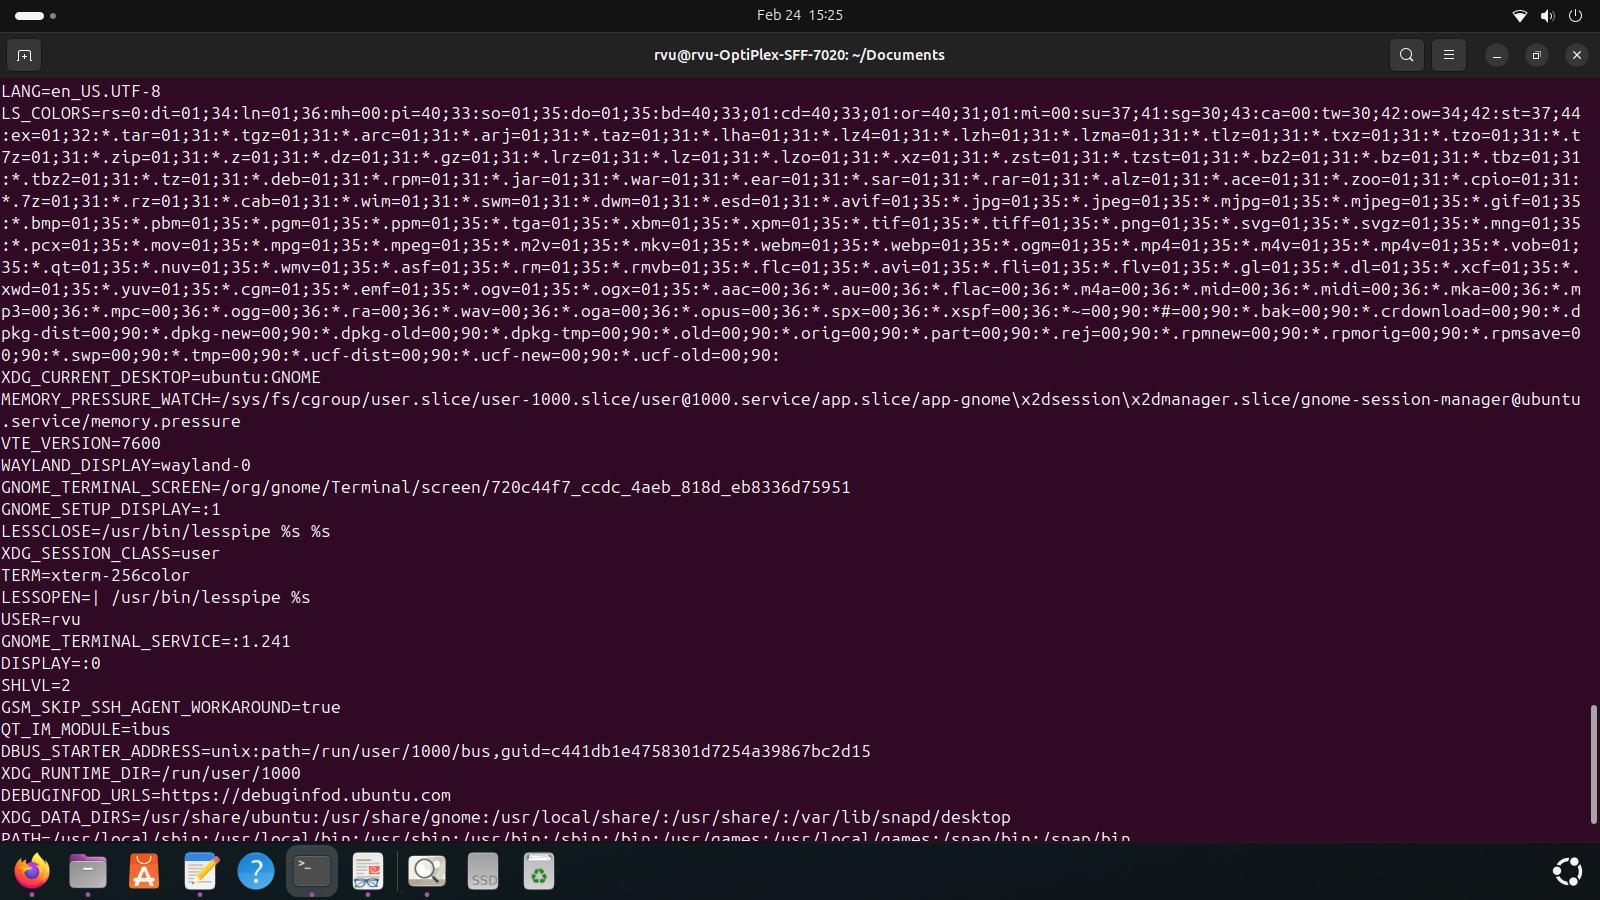 Feb 24  15:25
rvu@rvu-OptiPlex-SFF-7020: ~/Documents
LANG=en_US.UTF-8
LS_COLORS=rs=0:di=01;34:ln=01;36:mh=00:pi=40;33:so=01;35:do=01;35:bd=40;33;01:cd=40;33;01:or=40;31;01:mi=00:su=37;41:sg=30;43:ca=00:tw=30;42:ow=34;42:st=37;44
:ex=01;32:*.tar=01;31:*.tgz=01;31:*.arc=01;31:*.arj=01;31:*.taz=01;31:*.lha=01;31:*.lz4=01;31:*.lzh=01;31:*.lzma=01;31:*.tlz=01;31:*.txz=01;31:*.tzo=01;31:*.t
7z=01;31:*.zip=01;31:*.z=01;31:*.dz=01;31:*.gz=01;31:*.lrz=01;31:*.lz=01;31:*.lzo=01;31:*.xz=01;31:*.zst=01;31:*.tzst=01;31:*.bz2=01;31:*.bz=01;31:*.tbz=01;31
:*.tbz2=01;31:*.tz=01;31:*.deb=01;31:*.rpm=01;31:*.jar=01;31:*.war=01;31:*.ear=01;31:*.sar=01;31:*.rar=01;31:*.alz=01;31:*.ace=01;31:*.zoo=01;31:*.cpio=01;31:
*.7z=01;31:*.rz=01;31:*.cab=01;31:*.wim=01;31:*.swm=01;31:*.dwm=01;31:*.esd=01;31:*.avif=01;35:*.jpg=01;35:*.jpeg=01;35:*.mjpg=01;35:*.mjpeg=01;35:*.gif=01;35
:*.bmp=01;35:*.pbm=01;35:*.pgm=01;35:*.ppm=01;35:*.tga=01;35:*.xbm=01;35:*.xpm=01;35:*.tif=01;35:*.tiff=01;35:*.png=01;35:*.svg=01;35:*.svgz=01;35:*.mng=01;35
:*.pcx=01;35:*.mov=01;35:*.mpg=01;35:*.mpeg=01;35:*.m2v=01;35:*.mkv=01;35:*.webm=01;35:*.webp=01;35:*.ogm=01;35:*.mp4=01;35:*.m4v=01;35:*.mp4v=01;35:*.vob=01;
35:*.qt=01;35:*.nuv=01;35:*.wmv=01;35:*.asf=01;35:*.rm=01;35:*.rmvb=01;35:*.flc=01;35:*.avi=01;35:*.fli=01;35:*.flv=01;35:*.gl=01;35:*.dl=01;35:*.xcf=01;35:*.
xwd=01;35:*.yuv=01;35:*.cgm=01;35:*.emf=01;35:*.ogv=01;35:*.ogx=01;35:*.aac=00;36:*.au=00;36:*.flac=00;36:*.m4a=00;36:*.mid=00;36:*.midi=00;36:*.mka=00;36:*.m
p3=00;36:*.mpc=00;36:*.ogg=00;36:*.ra=00;36:*.wav=00;36:*.oga=00;36:*.opus=00;36:*.spx=00;36:*.xspf=00;36:*~=00;90:*#=00;90:*.bak=00;90:*.crdownload=00;90:*.d
pkg-dist=00;90:*.dpkg-new=00;90:*.dpkg-old=00;90:*.dpkg-tmp=00;90:*.old=00;90:*.orig=00;90:*.part=00;90:*.rej=00;90:*.rpmnew=00;90:*.rpmorig=00;90:*.rpmsave=0
0;90:*.swp=00;90:*.tmp=00;90:*.ucf-dist=00;90:*.ucf-new=00;90:*.ucf-old=00;90:
XDG_CURRENT_DESKTOP=ubuntu:GNOME
MEMORY_PRESSURE_WATCH=/sys/fs/cgroup/user.slice/user-1000.slice/user@1000.service/app.slice/app-gnome\x2dsession\x2dmanager.slice/gnome-session-manager@ubuntu
.service/memory.pressure
VTE_VERSION=7600
WAYLAND_DISPLAY=wayland-0
GNOME_TERMINAL_SCREEN=/org/gnome/Terminal/screen/720c44f7_ccdc_4aeb_818d_eb8336d75951
GNOME_SETUP_DISPLAY=:1
LESSCLOSE=/usr/bin/lesspipe %s %s
XDG_SESSION_CLASS=user
TERM=xterm-256color
LESSOPEN=| /usr/bin/lesspipe %s
USER=rvu
GNOME_TERMINAL_SERVICE=:1.241
DISPLAY=:0
SHLVL=2
GSM_SKIP_SSH_AGENT_WORKAROUND=true
QT_IM_MODULE=ibus
DBUS_STARTER_ADDRESS=unix:path=/run/user/1000/bus,guid=c441db1e4758301d7254a39867bc2d15
XDG_RUNTIME_DIR=/run/user/1000
DEBUGINFOD_URLS=https://debuginfod.ubuntu.com
XDG_DATA_DIRS=/usr/share/ubuntu:/usr/share/gnome:/usr/local/share/:/usr/share/:/var/lib/snapd/desktop
PATH=/usr/local/sbin:/usr/local/bin:/usr/sbin:/usr/bin:/sbin:/bin:/usr/games:/usr/local/games:/snap/bin:/snap/bin
SSD